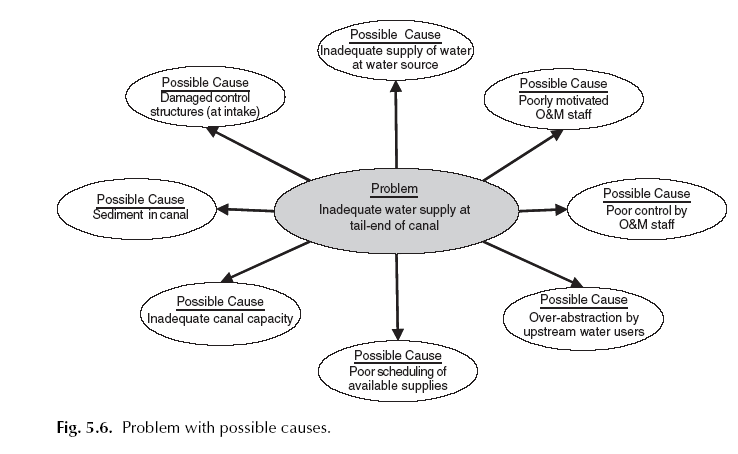 Possible Cause
Inadequate supply of water
at water source
Possible Cause
Damaged control
structures (at intake)
Possible Cause
Poorly motivated
O&M staff
Possible Cause
Sediment in canal
Problem
Inadequate water supply at
tail-end of canal
Possible Cause
Poor control by
O&M staff
Possible Cause
Inadequate canal capacity
Possible Cause
Over-abstraction by
upstream water users
Possible Cause
Poor scheduling of
available supplies
Fig. 5.6. Problem with possible causes.